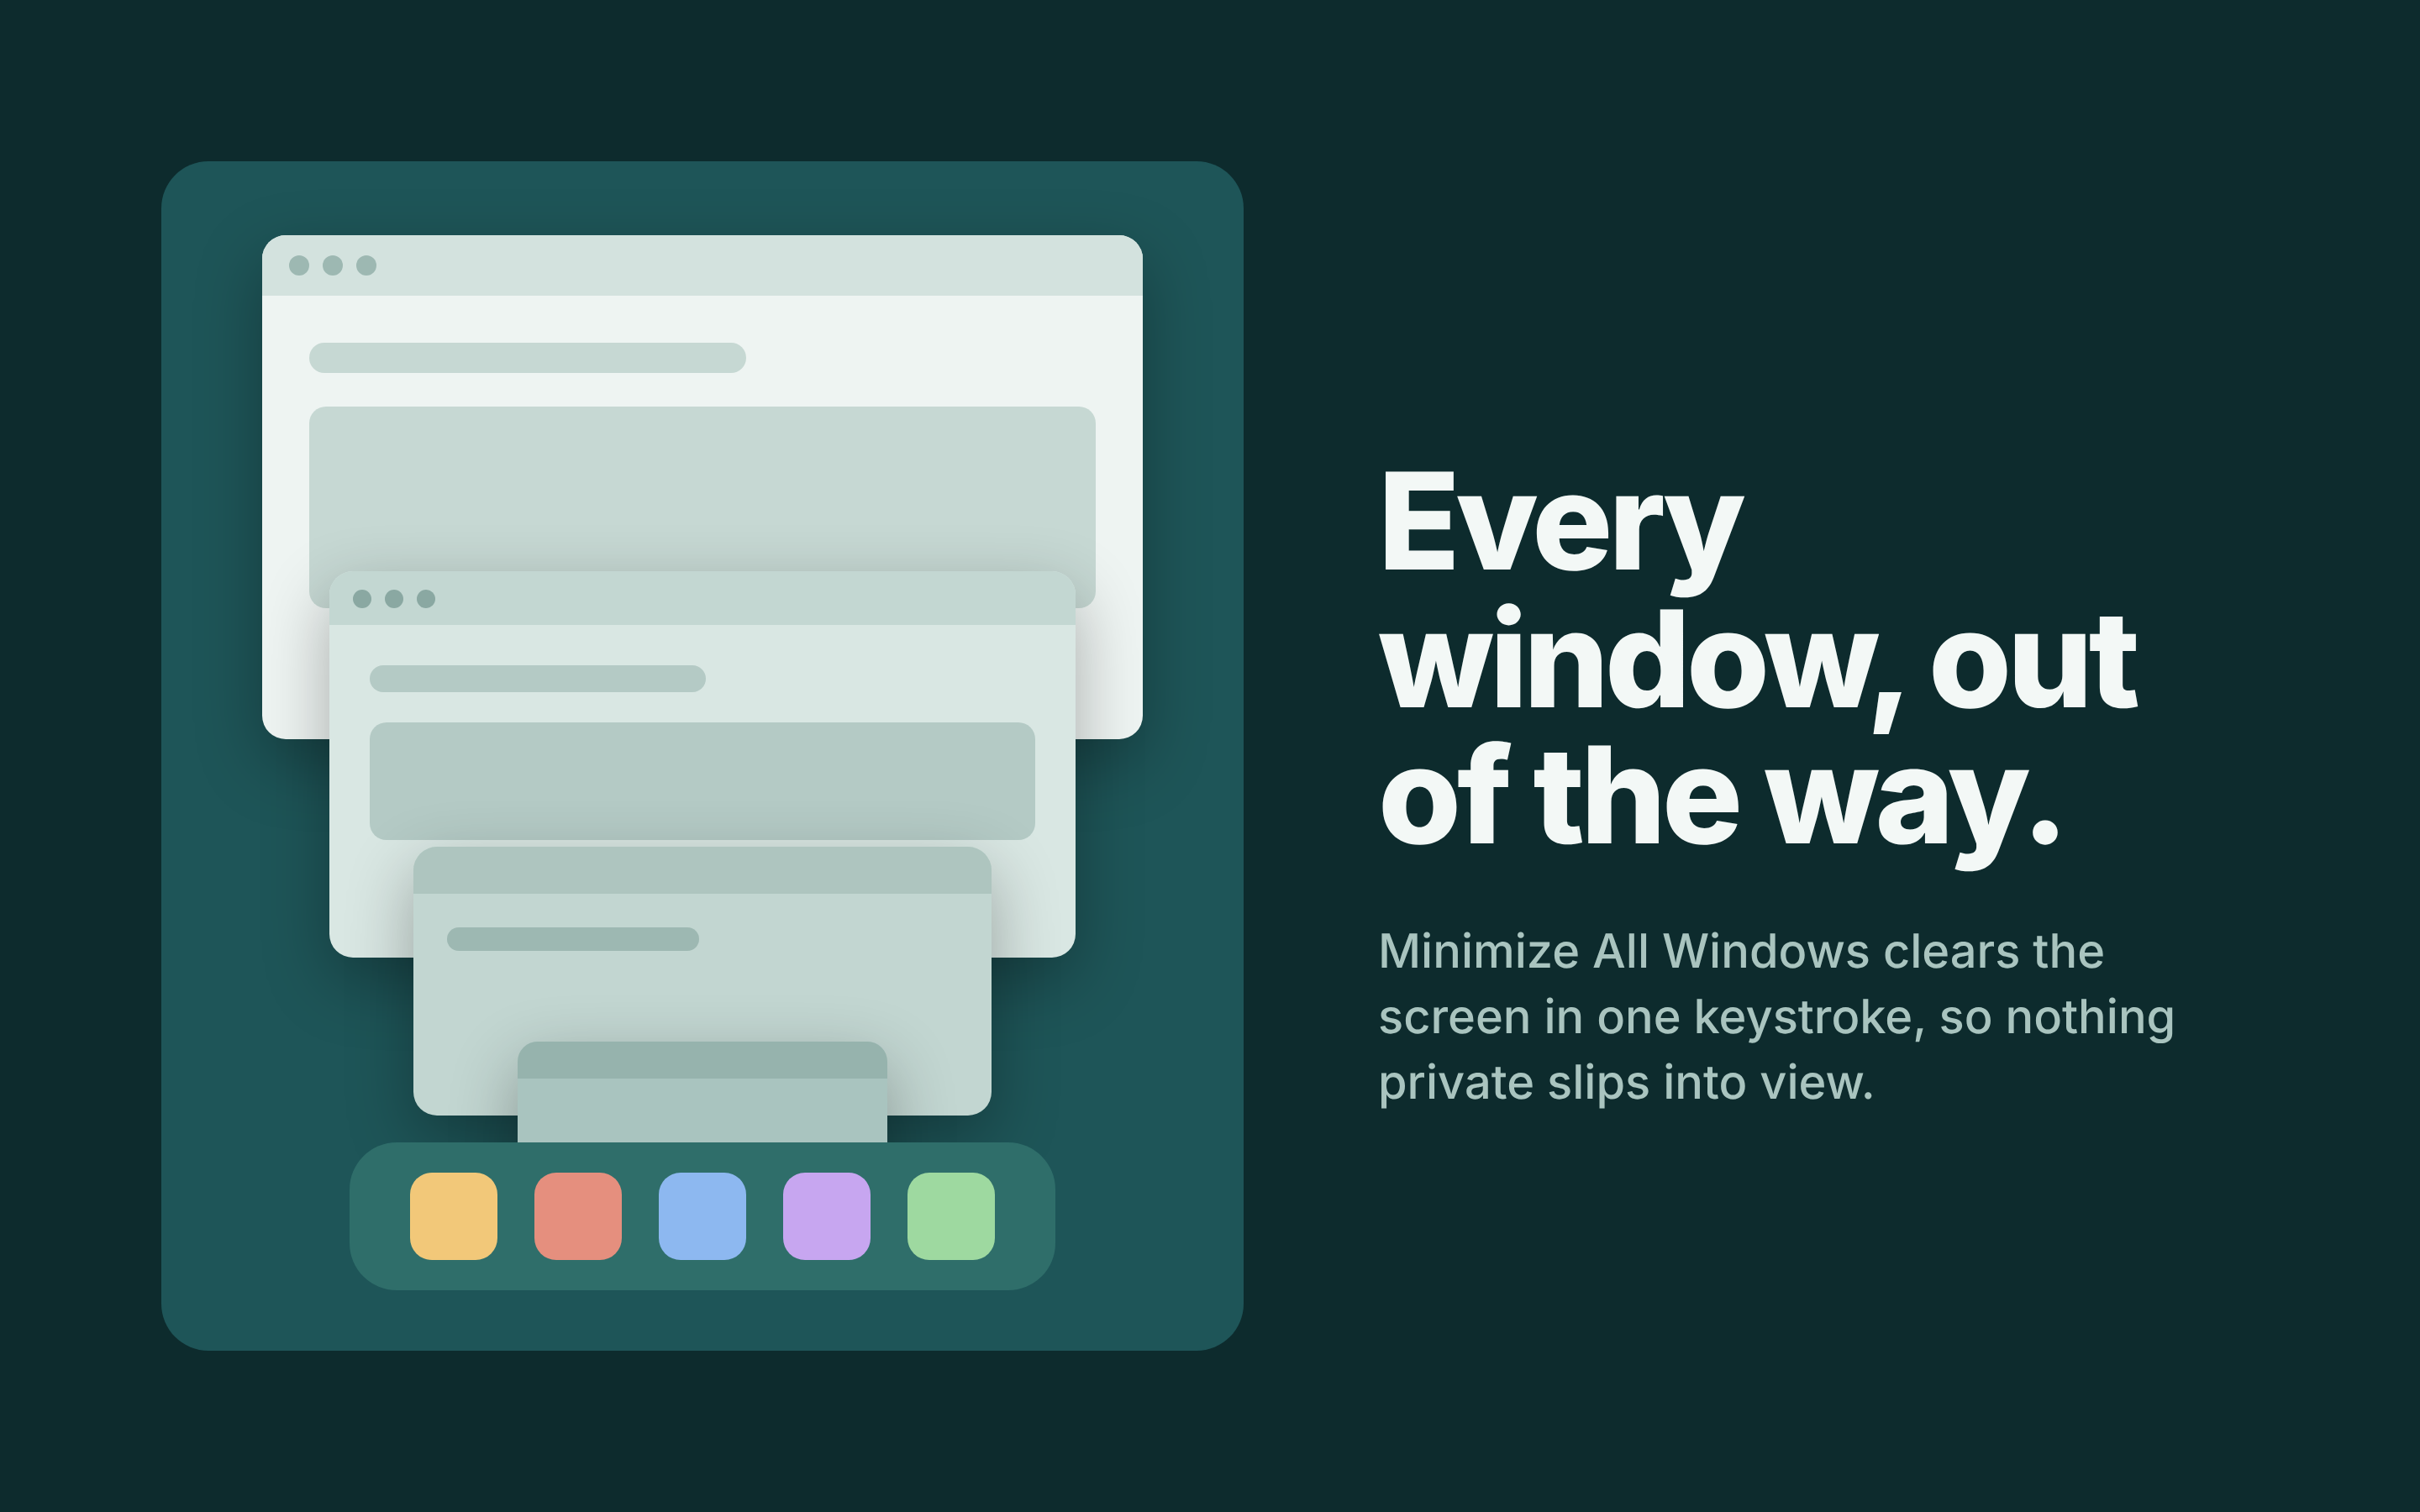 Every
window, out
of the way.
Minimize All Windows clears the
screen in one keystroke, so nothing
private slips into view.